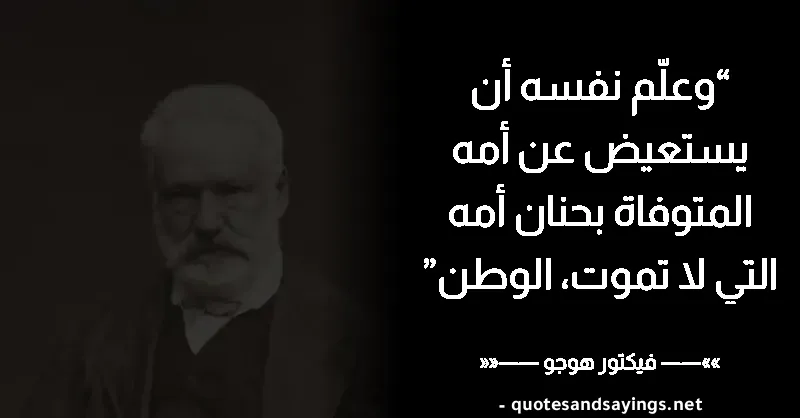 “وعلّم نفسه أن
يستعيض عن أمه
المتوفاة بحنان أمه
التي لا تموت، الوطن”
»»—— فيكتور هوجو ——««
- quotesandsayings.net